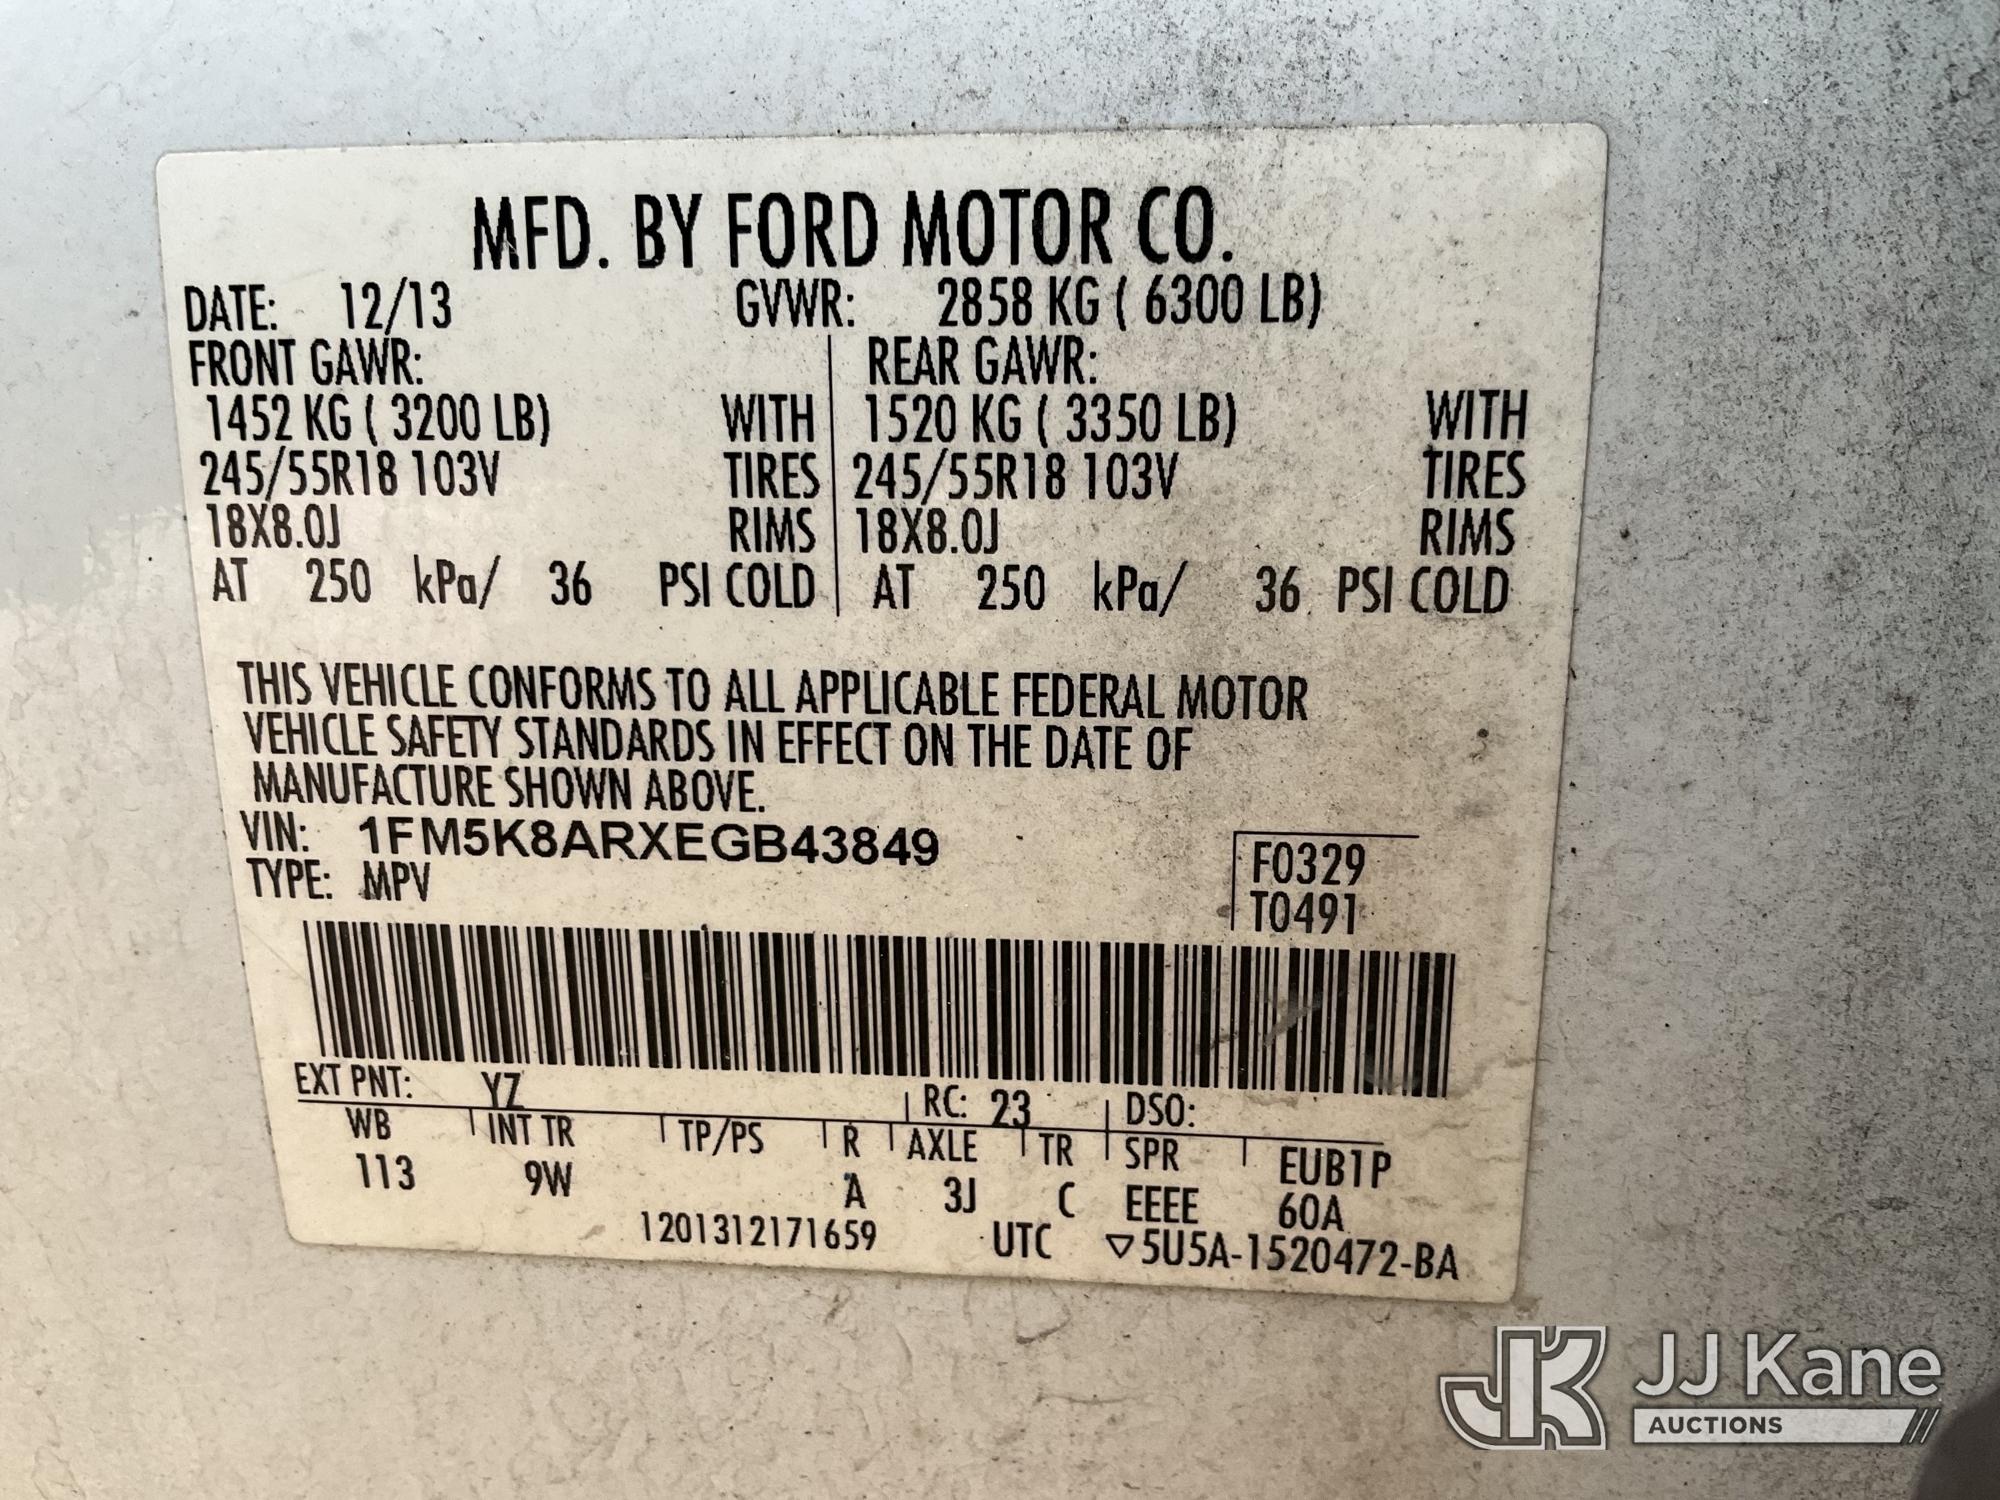 MFD. BY FORD MOTOR CO.
DATE: 12/13 GVWR: 2858 KG ( 6300 LB)
FRONT GAWR: REAR GAWR:
1452 KG ( 3200 LB) WITH 1520 KG ( 3350 LB) WITH
245/55R18 103V TIRES 245/55R18 103V TIRES
18X8.0J RIMS 18X8.0J RIMS
AT 250 kPa/ 36 PSI COLD AT 250 kPa/ 36 PSI COLD
THIS VEHICLE CONFORMS TO ALL APPLICABLE FEDERAL MOTOR
VEHICLE SAFETY STANDARDS IN EFFECT ON THE DATE OF
MANUFACTURE SHOWN ABOVE.
VIN: 1FM5K8ARXEGB43849
TYPE: MPV
F0329
T0491
EXT PNT: YZ RC: 23 DSO:
WB INT TR TP/PS R AXLE TR SPR EUB1P
113 9W A 3J C EEEE 60A
1201312171659 UTC ▽5U5A-1520472-BA
JK JJ Kane
AUCTIONS